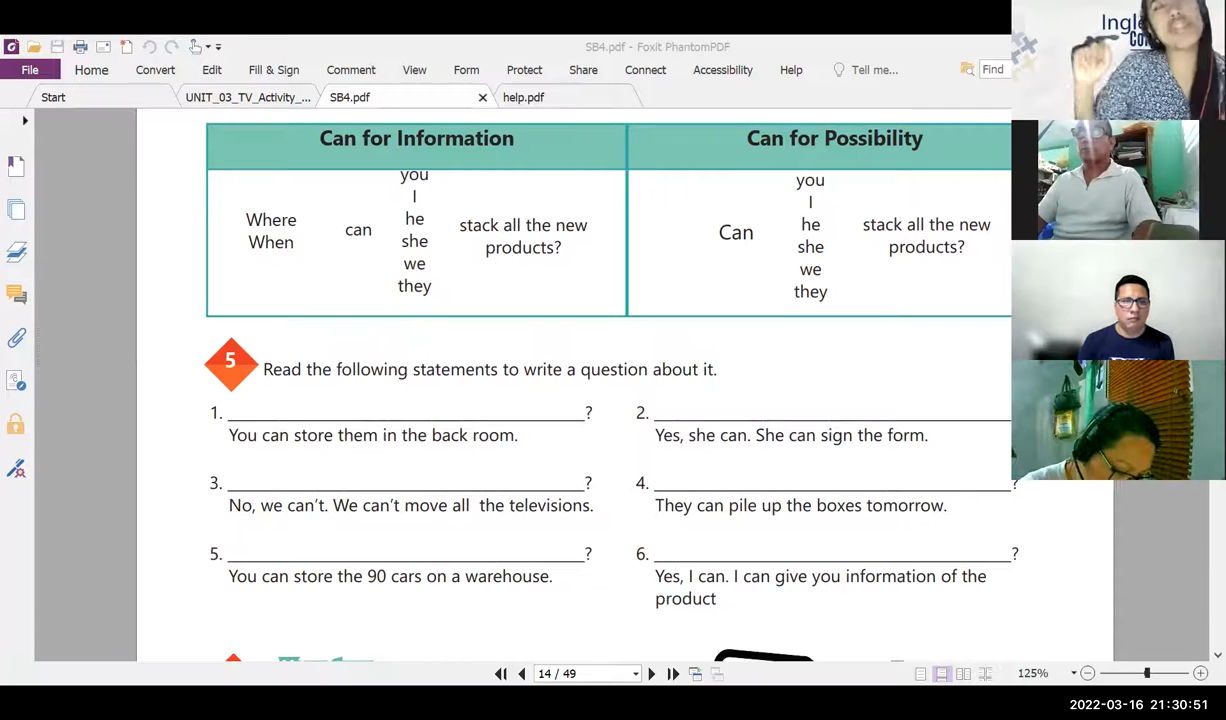 SB4.pdf - Foxit PhantomPDF
File Home Convert Edit Fill & Sign Comment View Form Protect Share Connect Accessibility Help Tell me... Find
Start UNIT_03_TV_Activity_... SB4.pdf help.pdf
Can for Information Can for Possibility
Where
When
can
you
I
he
she
we
they
stack all the new
products?
Can
you
I
he
she
we
they
stack all the new
products?
5 Read the following statements to write a question about it.
1. ?
You can store them in the back room.
2.
Yes, she can. She can sign the form.
3. ?
No, we can't. We can't move all the televisions.
4. ?
They can pile up the boxes tomorrow.
5. ?
You can store the 90 cars on a warehouse.
6. ?
Yes, I can. I can give you information of the
product
14 / 49 125%
2022-03-16 21:30:51